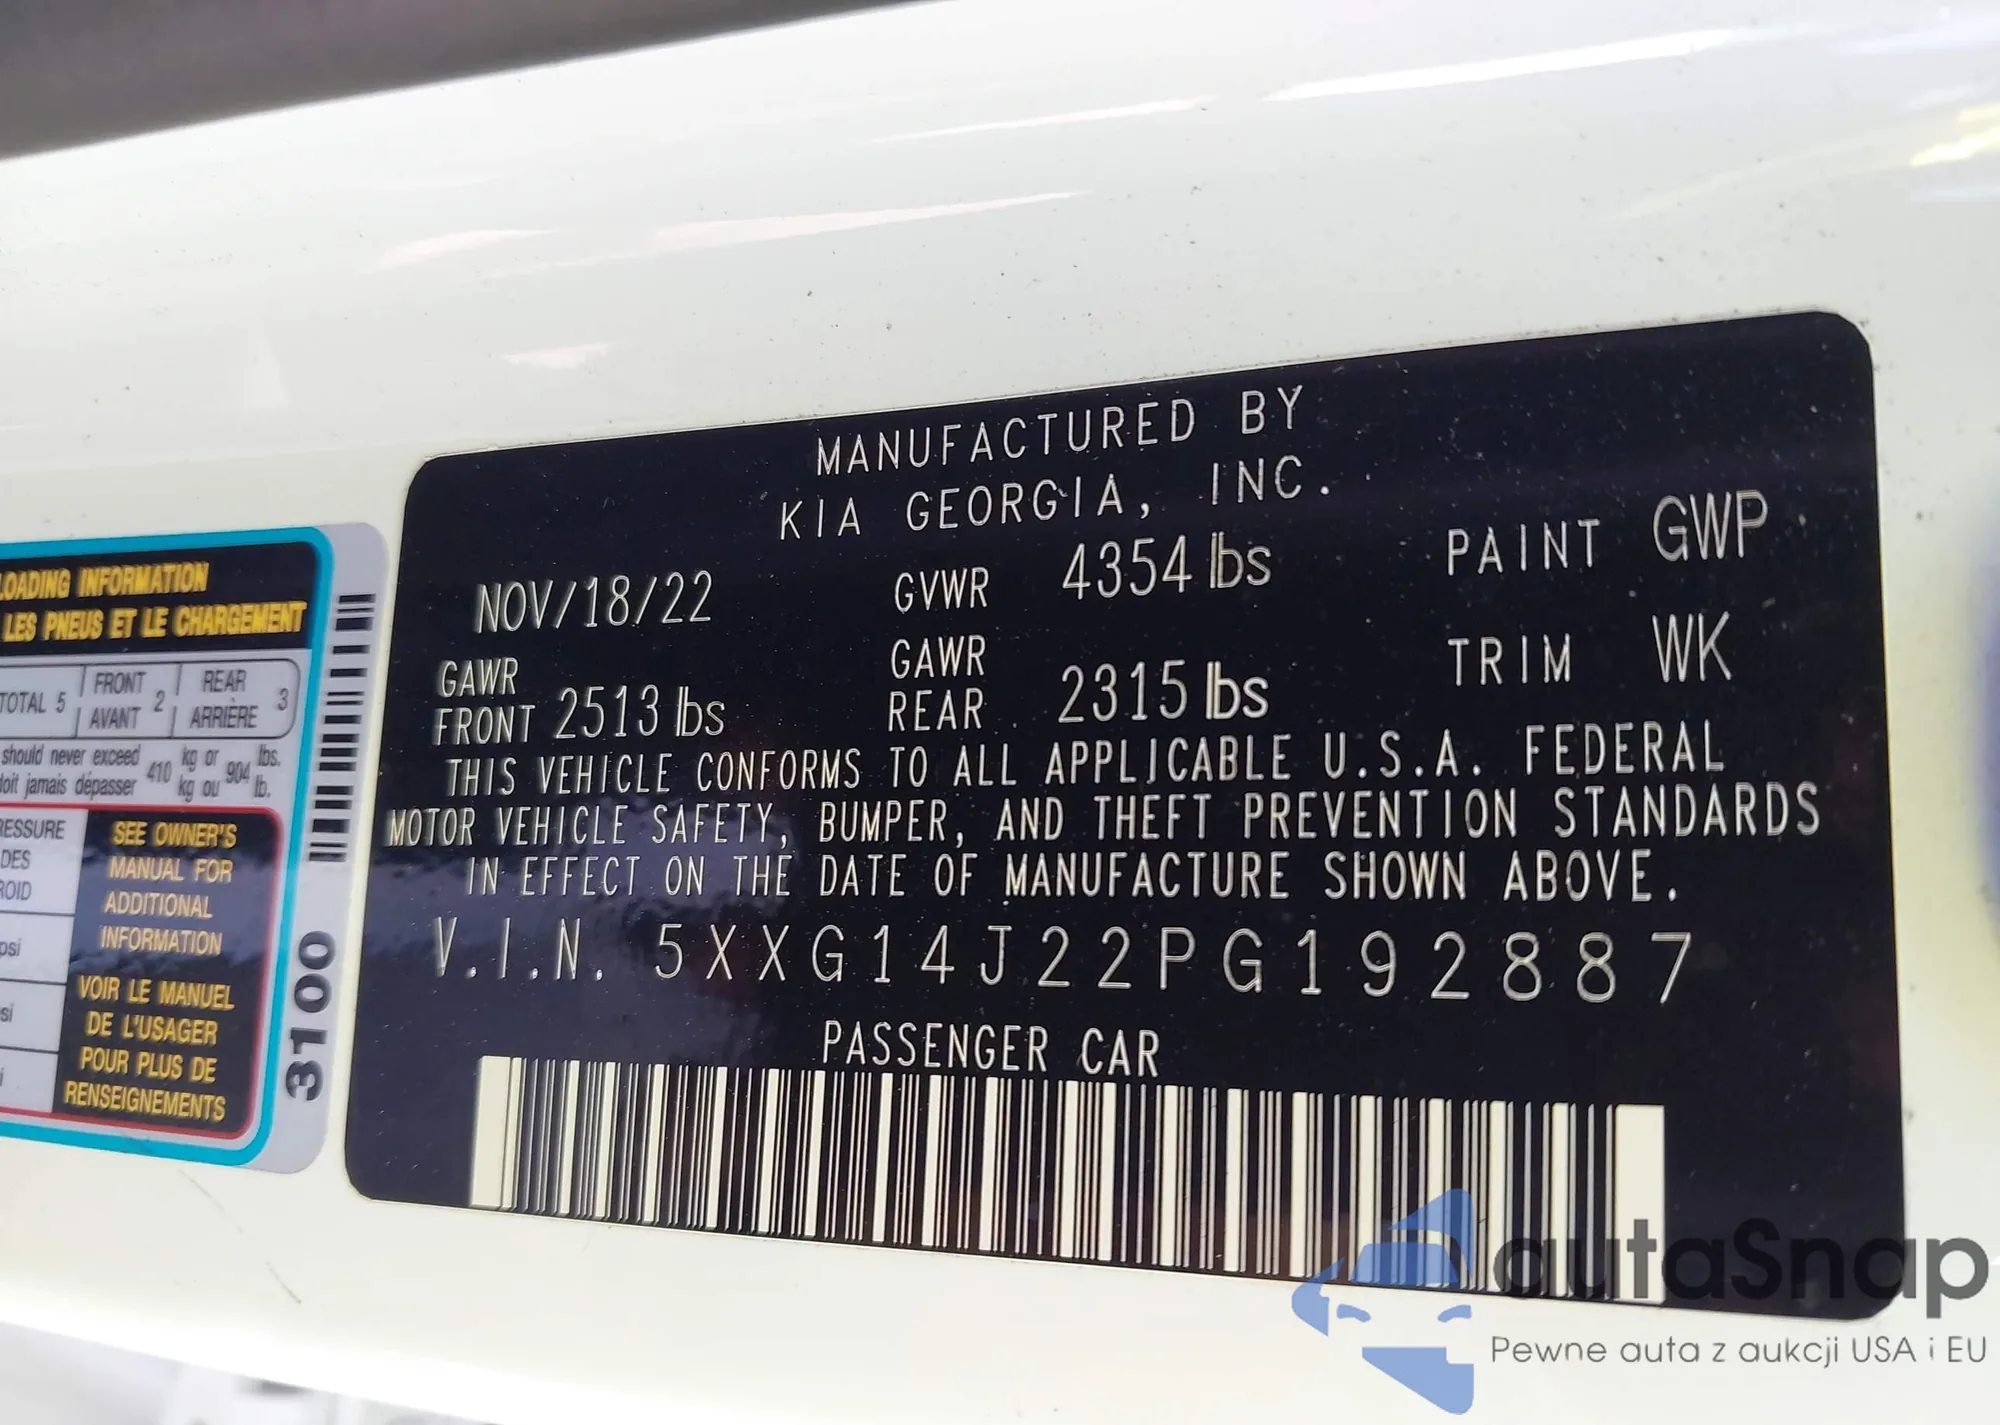 LOADING INFORMATION
LES PNEUS ET LE CHARGEMENT
TOTAL 5 FRONT AVANT 2 REAR ARRIÈRE 3
should never exceed 410 kg or 904 lbs.
doit jamais dépasser kg ou lb.
SEE OWNER'S
MANUAL FOR
ADDITIONAL
INFORMATION
VOIR LE MANUEL
DE L'USAGER
POUR PLUS DE
RENSEIGNEMENTS
DES
psi
3100
MANUFACTURED BY
KIA GEORGIA, INC.
NOV/18/22 GVWR 4354 lbs PAINT GWP
GAWR FRONT 2513 lbs GAWR REAR 2315 lbs TRIM WK
THIS VEHICLE CONFORMS TO ALL APPLICABLE U.S.A. FEDERAL
MOTOR VEHICLE SAFETY, BUMPER, AND THEFT PREVENTION STANDARDS
IN EFFECT ON THE DATE OF MANUFACTURE SHOWN ABOVE.
V.I.N. 5XXG14J22PG192887
PASSENGER CAR
autaSnap
Pewne auta z aukcji USA i EU